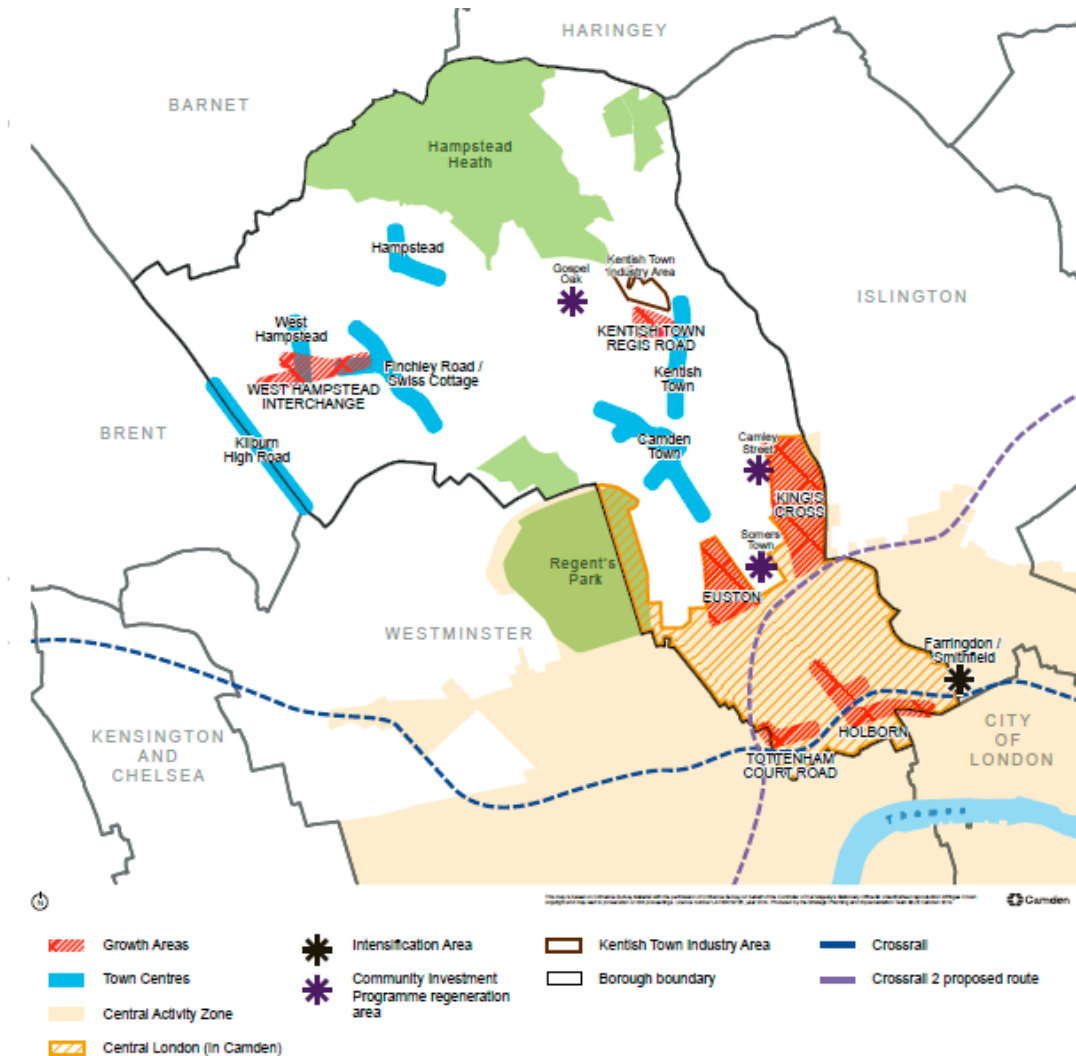 HARINGEY
BARNET
Hampstead
Heath
Hampstead
Gospel
Oak
Kentish Town
Industry Area
ISLINGTON
West
Hampstead
KENTISH TOWN
REGIS ROAD
Finchley Road /
Swiss Cottage
Kentish
Town
WEST HAMPSTEAD
INTERCHANGE
BRENT
Kilburn
High Road
Camden
Town
Camley
Street
KING'S
CROSS
Somers
Town
Regent's
Park
EUSTON
WESTMINSTER
Farringdon /
Smithfield
KENSINGTON
AND
CHELSEA
HOLBORN
CITY
OF
LONDON
TOTTENHAM
COURT ROAD
Thames
N
Camden
Growth Areas
Town Centres
Central Activity Zone
Central London (in Camden)
Intensification Area
Community Investment
Programme regeneration
area
Kentish Town Industry Area
Borough boundary
Crossrail
Crossrail 2 proposed route